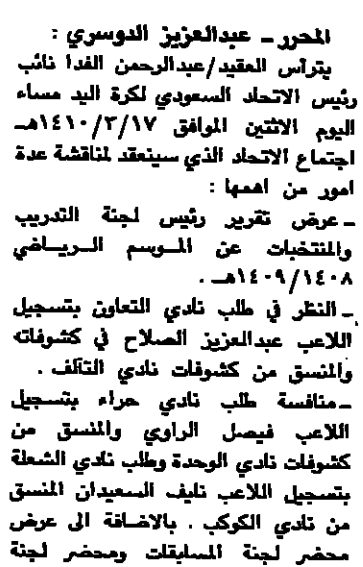 المحرر ـ عبدالعزيز الدوسري :
يترأس العقيد/عبدالرحمن الفدا نائب
رئيس الاتحاد السعودي لكرة اليد مساء
اليوم الاثنين الموافق ١٤١٠/٣/١٧هـ
اجتماع الاتحاد الذي سينعقد لمناقشة عدة
امور من اهمها :
ـ عرض تقرير رئيس لجنة التدريب
والمنتخبات عن الموسم الرياضي
١٤٠٩/١٤٠٨هـ .
ـ النظر في طلب نادي التعاون بتسجيل
اللاعب عبدالعزيز الصلاح في كشوفاته
والمنسق من كشوفات نادي التآلف .
ـ منافسة طلب نادي حراء بتسجيل
اللاعب فيصل الراوي والمنسق من
كشوفات نادي الوحدة وطلب نادي الشعلة
بتسجيل اللاعب نايف السعيدان المنسق
من نادي الكوكب . بالاضافة الى عرض
محضر لجنة المسابقات ومحضر لجنة